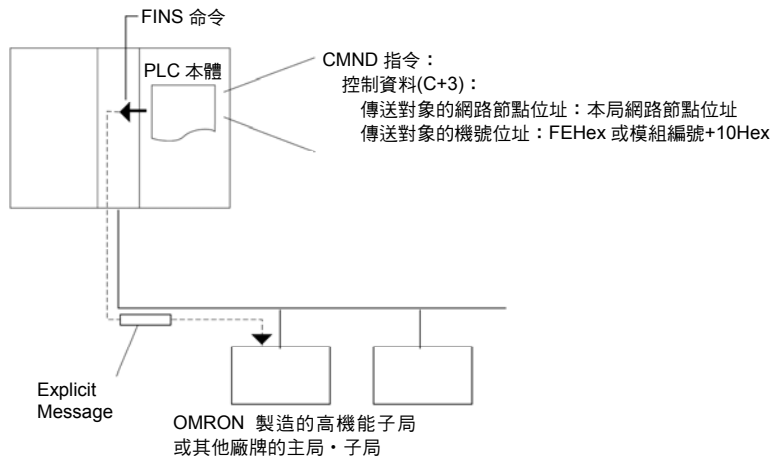 FINS 命令
PLC 本體
CMND 指令：
控制資料(C+3)：
傳送對象的網路節點位址：本局網路節點位址
傳送對象的機號位址：FEHex 或模組編號+10Hex
Explicit
Message
OMRON 製造的高機能子局
或其他廠牌的主局・子局